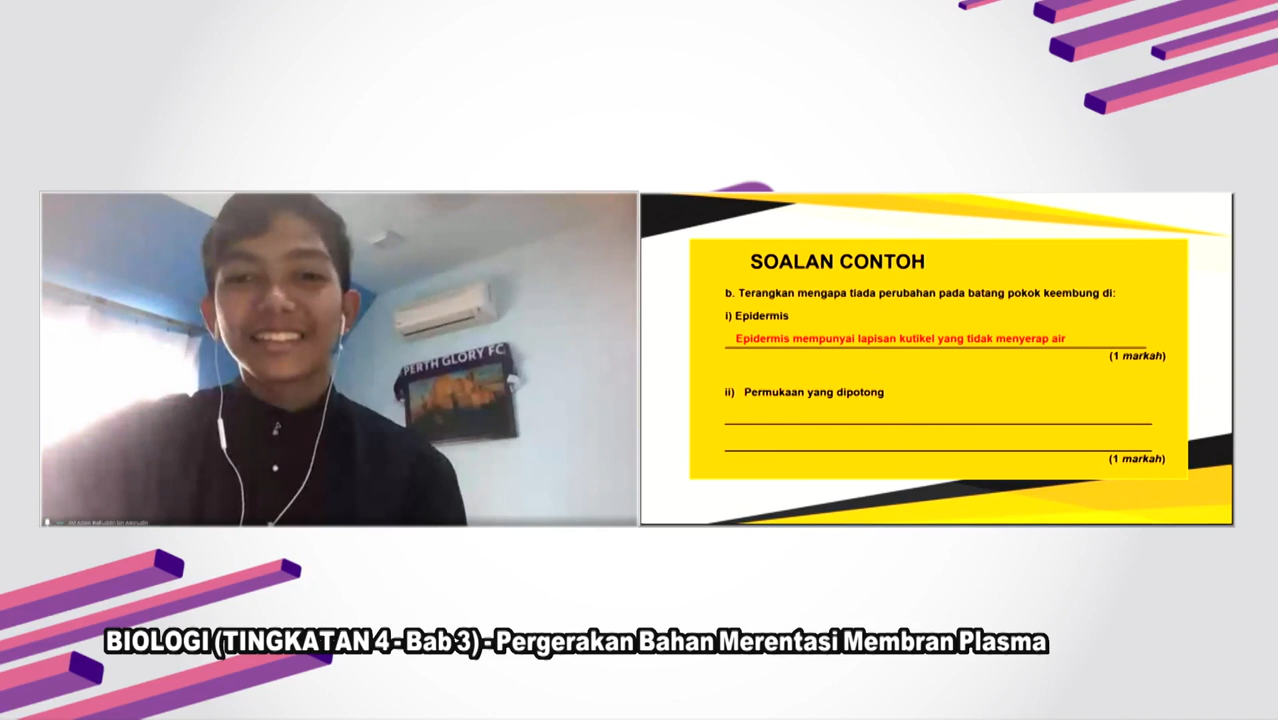 PERTH GLORY FC
SOALAN CONTOH
b. Terangkan mengapa tiada perubahan pada batang pokok keembung di:
i) Epidermis
Epidermis mempunyai lapisan kutikel yang tidak menyerap air
(1 markah)
ii) Permukaan yang dipotong
(1 markah)
BIOLOGI (TINGKATAN 4 - Bab 3) - Pergerakan Bahan Merentasi Membran Plasma